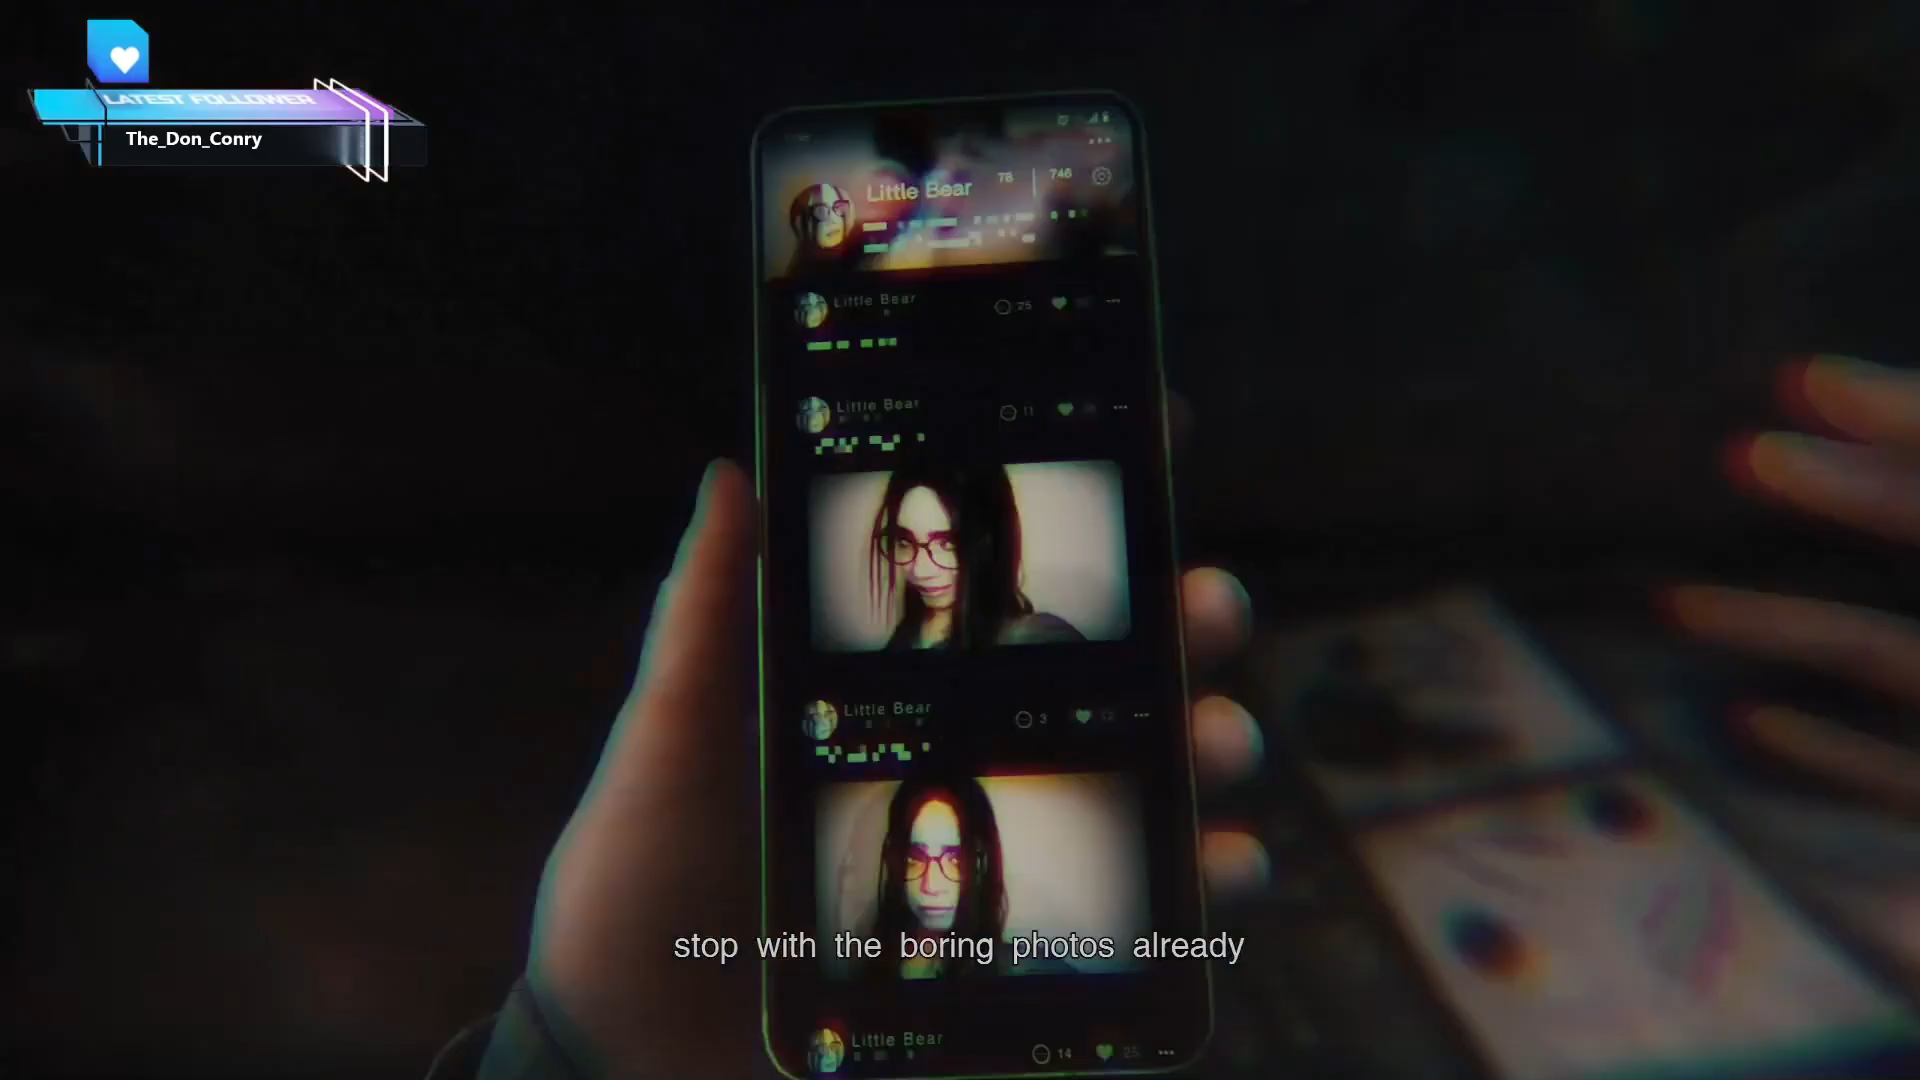 LATEST FOLLOWER
The_Don_Conry
Little Bear 78 746
Little Bear 25
Little Bear 11
Little Bear 3
stop with the boring photos already
Little Bear 14 25